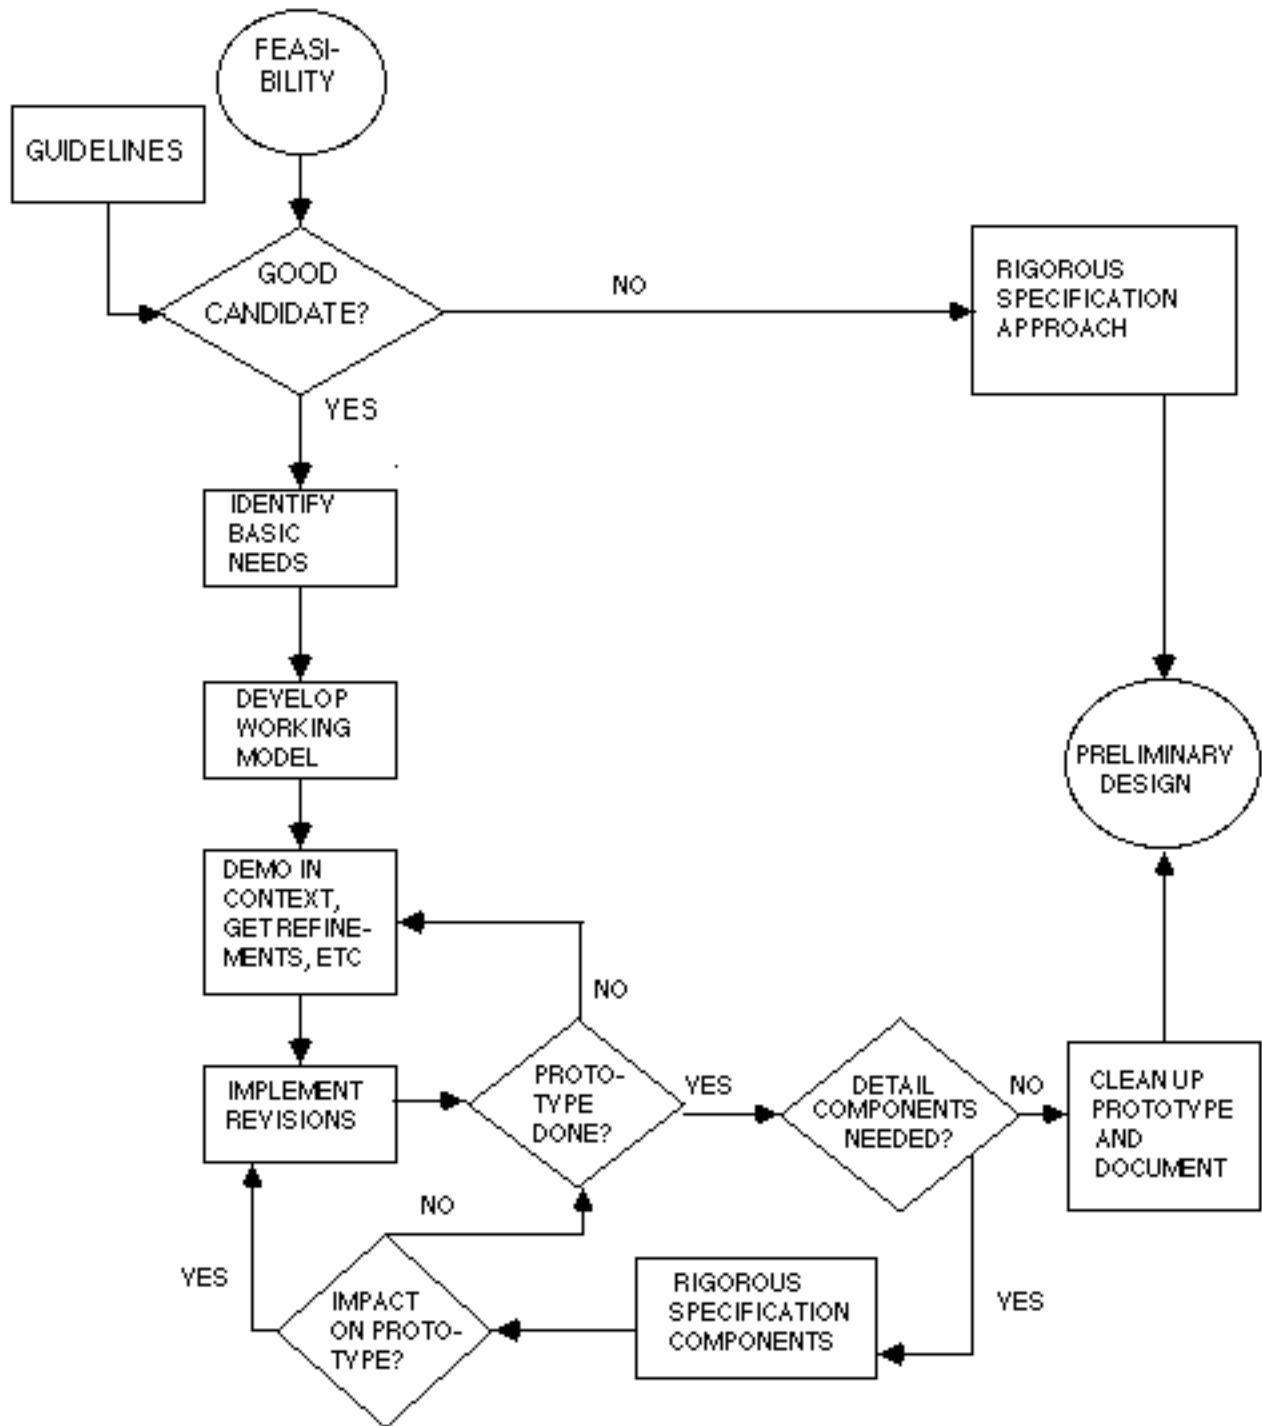 FEASI-
BILITY
GUIDELINES
GOOD
CANDIDATE?
NO
RIGOROUS
SPECIFICATION
APPROACH
YES
IDENTIFY
BASIC
NEEDS
DEVELOP
WORKING
MODEL
PRELIMINARY
DESIGN
DEMO IN
CONTEXT,
GET REFINE-
MENTS, ETC
NO
IMPLEMENT
REVISIONS
PROTO-
TYPE
DONE?
YES
DETAIL
COMPONENTS
NEEDED?
NO
CLEAN UP
PROTOTYPE
AND
DOCUMENT
NO
YES
IMPACT
ON PROTO-
TYPE?
RIGOROUS
SPECIFICATION
COMPONENTS
YES